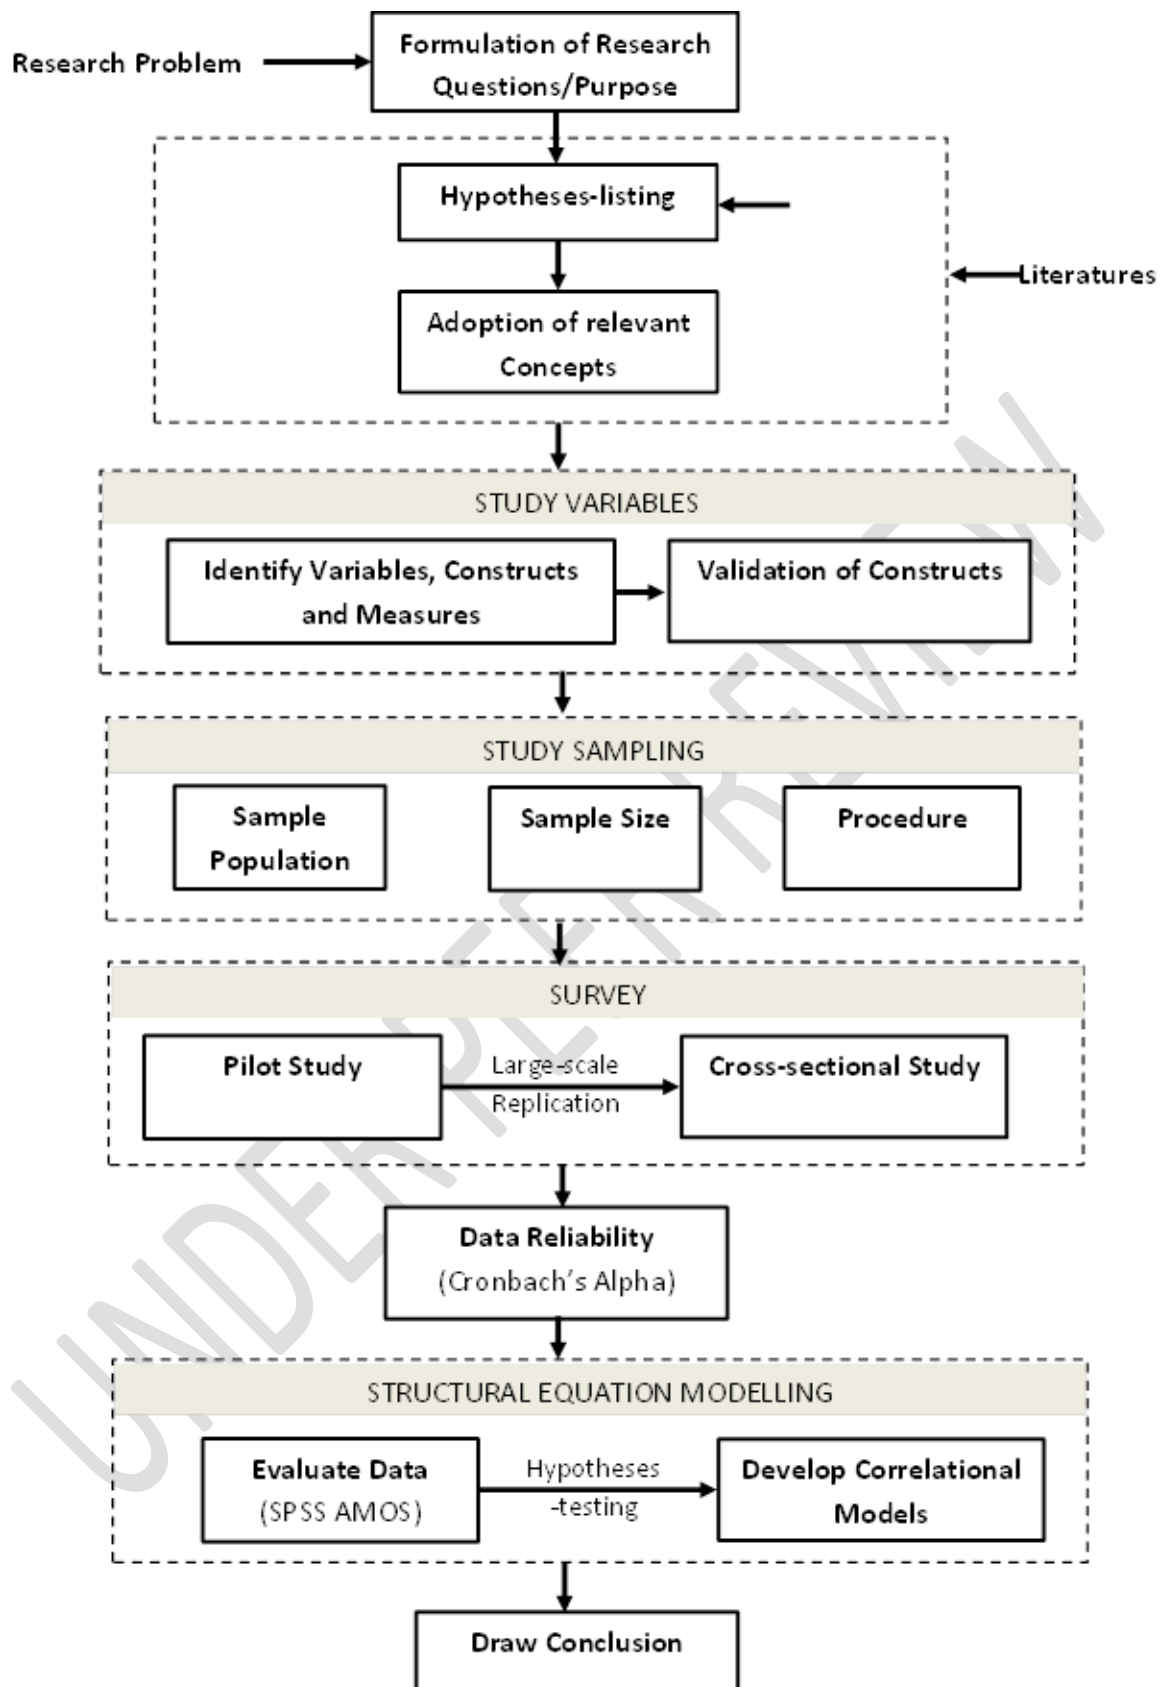 Research Problem
Formulation of Research
Questions/Purpose
Hypotheses-listing
Literatures
Adoption of relevant
Concepts
STUDY VARIABLES
Identify Variables, Constructs
and Measures
Validation of Constructs
STUDY SAMPLING
Sample
Population
Sample Size
Procedure
SURVEY
Pilot Study
Large-scale
Replication
Cross-sectional Study
Data Reliability
(Cronbach's Alpha)
STRUCTURAL EQUATION MODELLING
Evaluate Data
(SPSS AMOS)
Hypotheses
-testing
Develop Correlational
Models
Draw Conclusion
UNDER PEER REVIEW